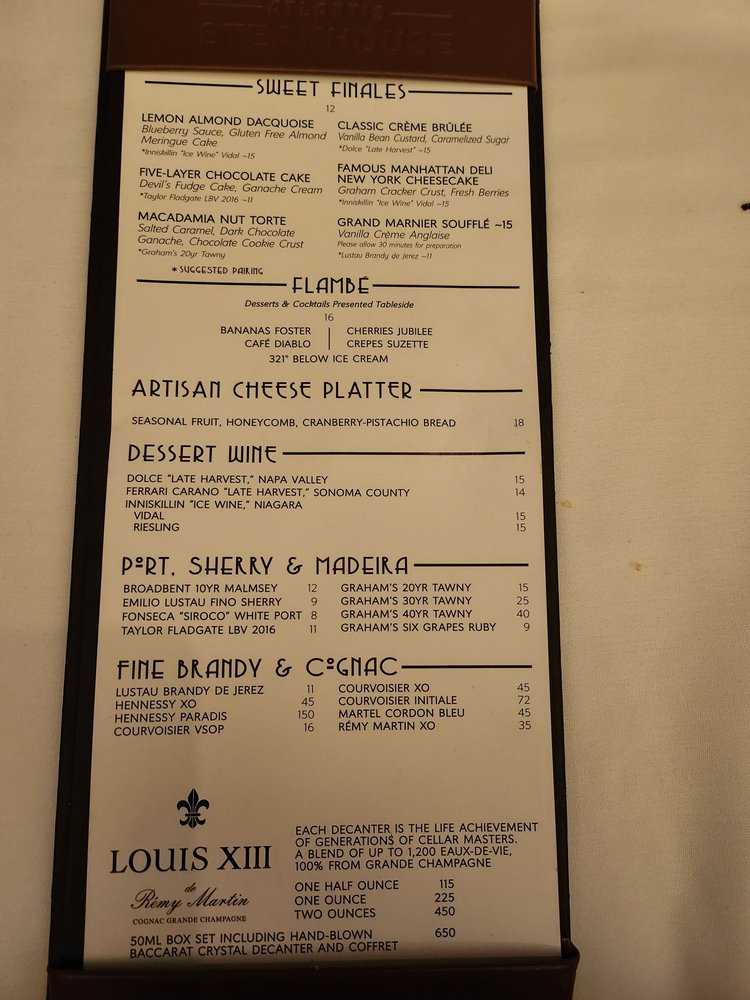 ATLANTIS
STEAKHOUSE
SWEET FINALES
12
LEMON ALMOND DACQUOISE
Blueberry Sauce, Gluten Free Almond
Meringue Cake
*Inniskillin "Ice Wine" Vidal ~15
FIVE-LAYER CHOCOLATE CAKE
Devil's Fudge Cake, Ganache Cream
*Taylor Fladgate LBV 2016 ~11
MACADAMIA NUT TORTE
Salted Caramel, Dark Chocolate
Ganache, Chocolate Cookie Crust
*Graham's 20yr Tawny
CLASSIC CRÈME BRÛLÉE
Vanilla Bean Custard, Caramelized Sugar
*Dolce "Late Harvest" ~15
FAMOUS MANHATTAN DELI
NEW YORK CHEESECAKE
Graham Cracker Crust, Fresh Berries
*Inniskillin "Ice Wine" Vidal ~15
GRAND MARNIER SOUFFLÉ ~15
Vanilla Crème Anglaise
Please allow 30 minutes for preparation
*Lustau Brandy de Jerez ~11
* SUGGESTED PAIRING
FLAMBÉ
Desserts & Cocktails Presented Tableside
16
BANANAS FOSTER
CAFÉ DIABLO
CHERRIES JUBILEE
CREPES SUZETTE
321° BELOW ICE CREAM
ARTISAN CHEESE PLATTER
SEASONAL FRUIT, HONEYCOMB, CRANBERRY-PISTACHIO BREAD 18
DESSERT WINE
DOLCE "LATE HARVEST," NAPA VALLEY 15
FERRARI CARANO "LATE HARVEST," SONOMA COUNTY 14
INNISKILLIN "ICE WINE," NIAGARA
VIDAL 15
RIESLING 15
PORT, SHERRY & MADEIRA
BROADBENT 10YR MALMSEY 12
EMILIO LUSTAU FINO SHERRY 9
FONSECA "SIROCO" WHITE PORT 8
TAYLOR FLADGATE LBV 2016 11
GRAHAM'S 20YR TAWNY 15
GRAHAM'S 30YR TAWNY 25
GRAHAM'S 40YR TAWNY 40
GRAHAM'S SIX GRAPES RUBY 9
FINE BRANDY & COGNAC
LUSTAU BRANDY DE JEREZ 11
HENNESSY XO 45
HENNESSY PARADIS 150
COURVOISIER VSOP 16
COURVOISIER XO 45
COURVOISIER INITIALE 72
MARTEL CORDON BLEU 45
RÉMY MARTIN XO 35
LOUIS XIII
de
Rémy Martin
COGNAC GRANDE CHAMPAGNE
EACH DECANTER IS THE LIFE ACHIEVEMENT
OF GENERATIONS OF CELLAR MASTERS.
A BLEND OF UP TO 1,200 EAUX-DE-VIE,
100% FROM GRANDE CHAMPAGNE
ONE HALF OUNCE 115
ONE OUNCE 225
TWO OUNCES 450
50ML BOX SET INCLUDING HAND-BLOWN 650
BACCARAT CRYSTAL DECANTER AND COFFRET